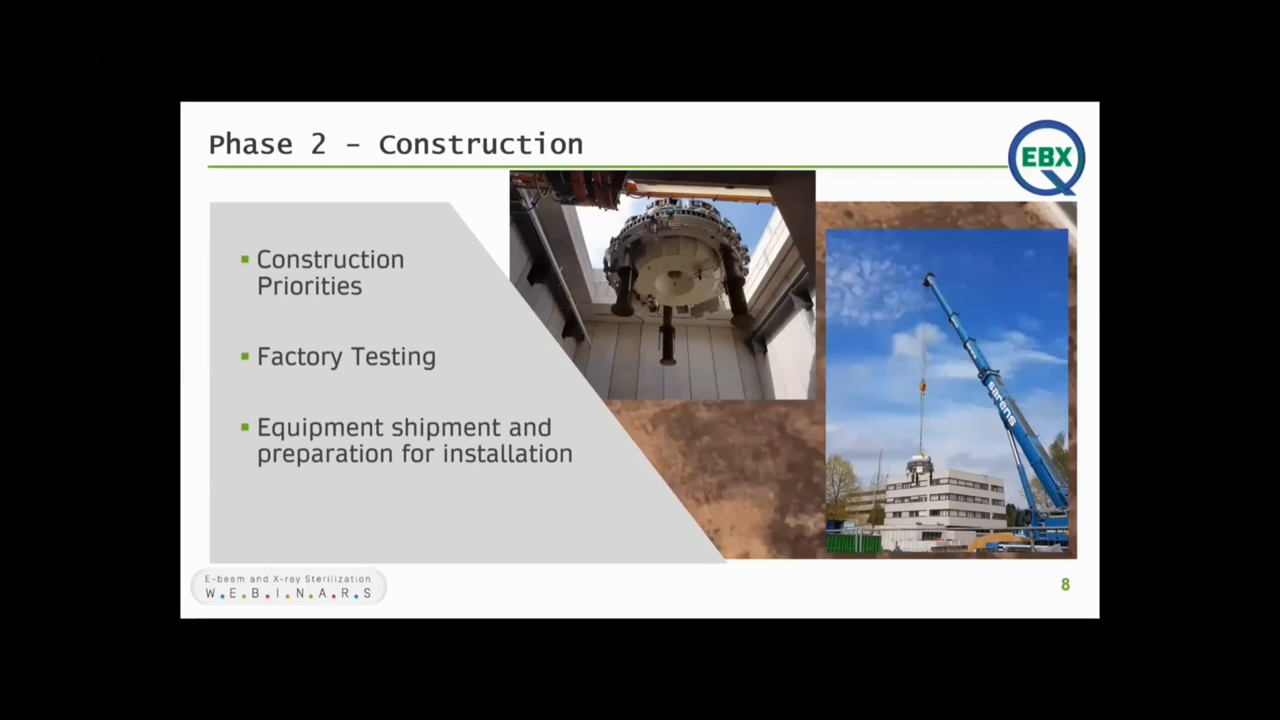 Phase 2 – Construction
EBX
▪ Construction
Priorities
▪ Factory Testing
▪ Equipment shipment and
preparation for installation
sarens
E-beam and X-ray Sterilization
W.E.B.I.N.A.R.S
8